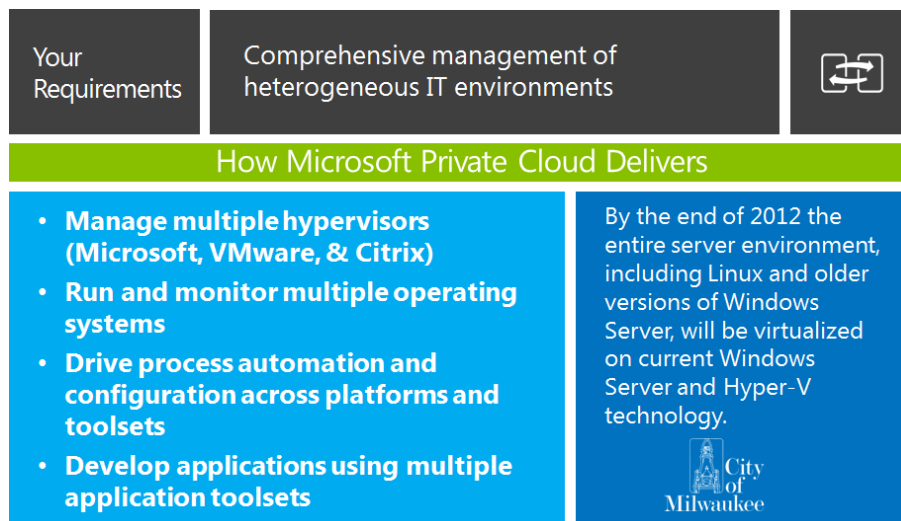 Your
Requirements
Comprehensive management of
heterogeneous IT environments
How Microsoft Private Cloud Delivers
• Manage multiple hypervisors
(Microsoft, VMware, & Citrix)
• Run and monitor multiple operating
systems
• Drive process automation and
configuration across platforms and
toolsets
• Develop applications using multiple
application toolsets
By the end of 2012 the
entire server environment,
including Linux and older
versions of Windows
Server, will be virtualized
on current Windows
Server and Hyper-V
technology.
City
of
Milwaukee